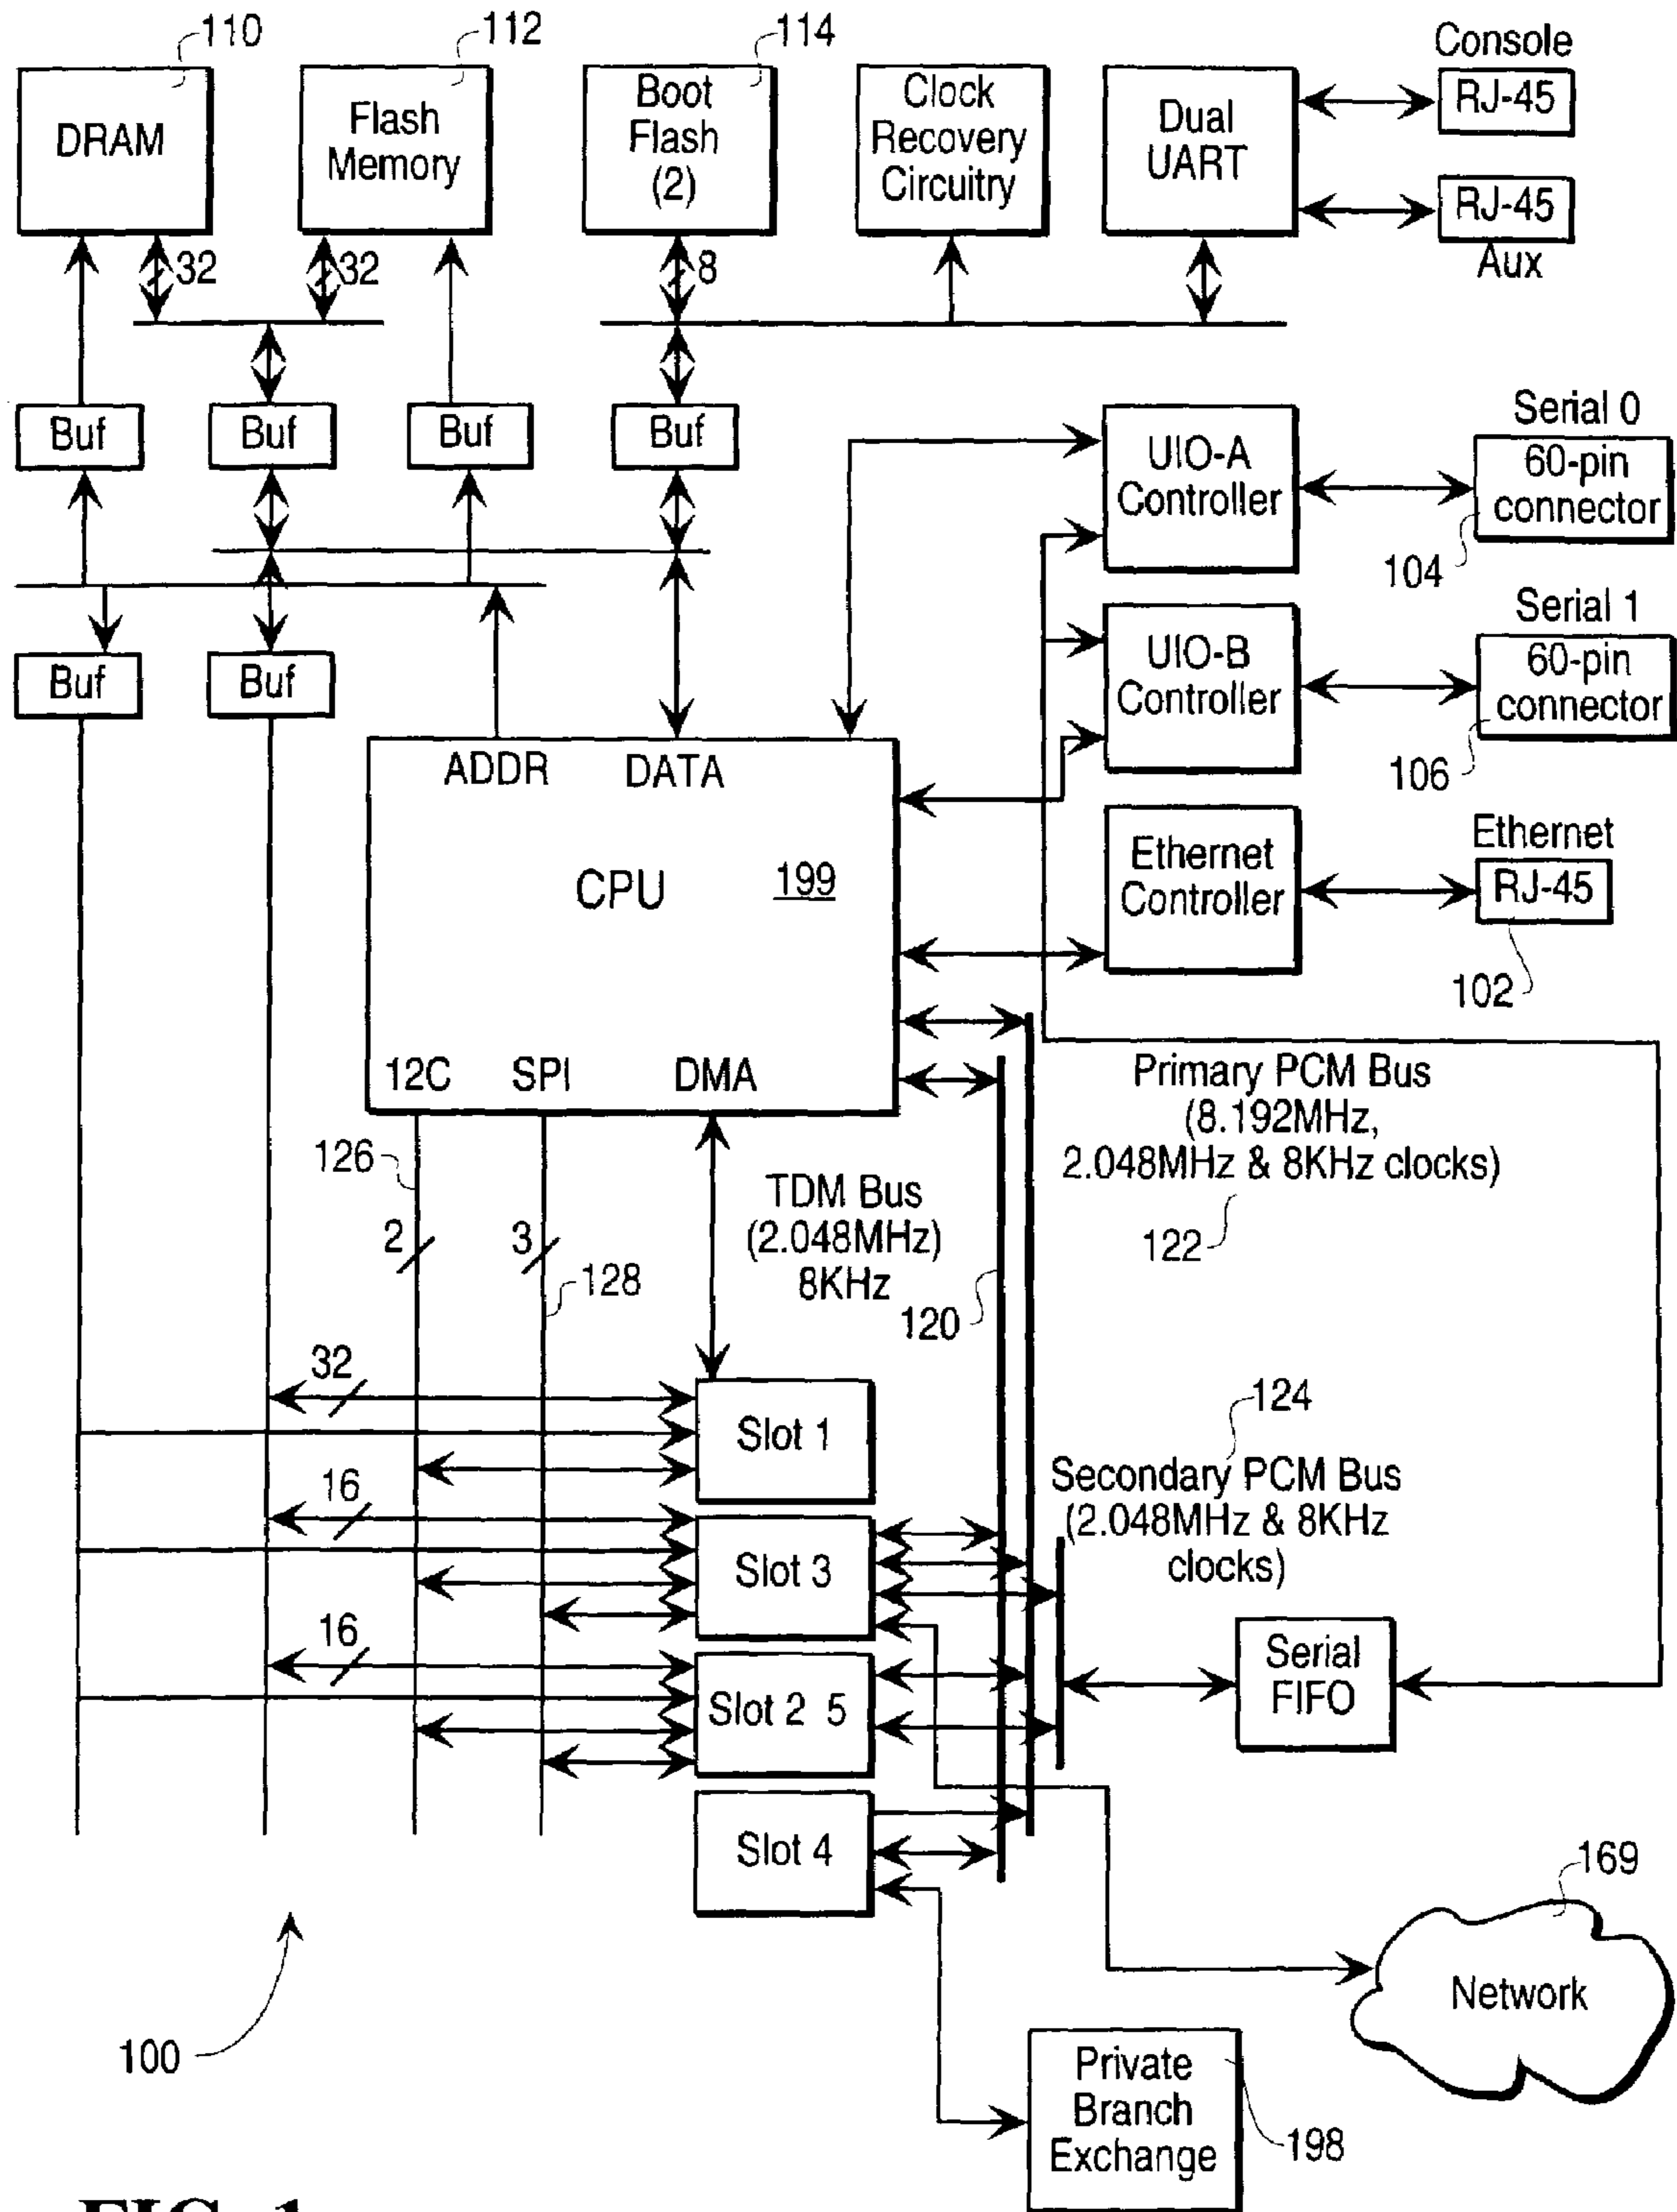 110
112
114
Console
DRAM
Flash
Memory
Boot
Flash
(2)
Clock
Recovery
Circuitry
Dual
UART
RJ-45
RJ-45
Aux
32
32
8
Buf
Buf
Buf
Buf
UIO-A
Controller
Serial 0
60-pin
connector
104
Buf
Buf
UIO-B
Controller
Serial 1
60-pin
connector
106
ADDR
DATA
CPU
199
Ethernet
Controller
Ethernet
RJ-45
102
12C
SPI
DMA
Primary PCM Bus
(8.192MHz,
2.048MHz & 8KHz clocks)
122
126
2
3
128
TDM Bus
(2.048MHz)
8KHz
120
32
Slot 1
124
Secondary PCM Bus
(2.048MHz & 8KHz
clocks)
16
Slot 3
16
Slot 2 5
Serial
FIFO
Slot 4
169
Network
100
Private
Branch
Exchange
198
FIG. 1